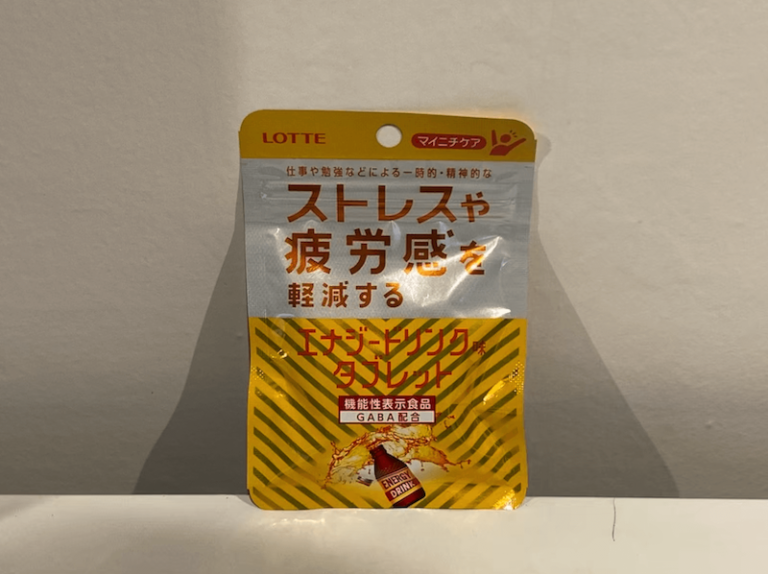 LOTTE
マイニチケア
仕事や勉強などによる一時的・精神的な
ストレスや
疲労感を
軽減する
エナジードリンク味
タブレット
機能性表示食品
GABA配合
ENERGY
DRINK